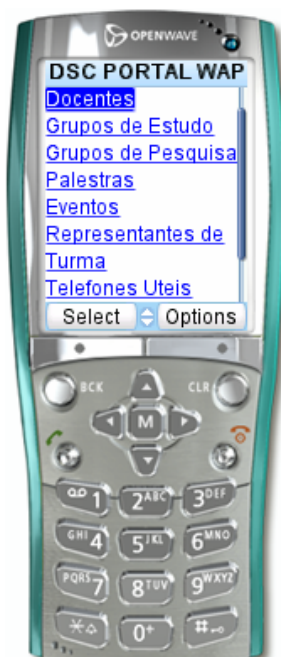 OPENWAVE
DSC PORTAL WAP
Docentes
Grupos de Estudo
Grupos de Pesquisa
Palestras
Eventos
Representantes de
Turma
Telefones Uteis
Select Options
BCK CLR
M
1 2ABC 3DEF
GHI4 5JKL 6MNO
PQRS7 8TUV 9WXYZ
* 0+ #